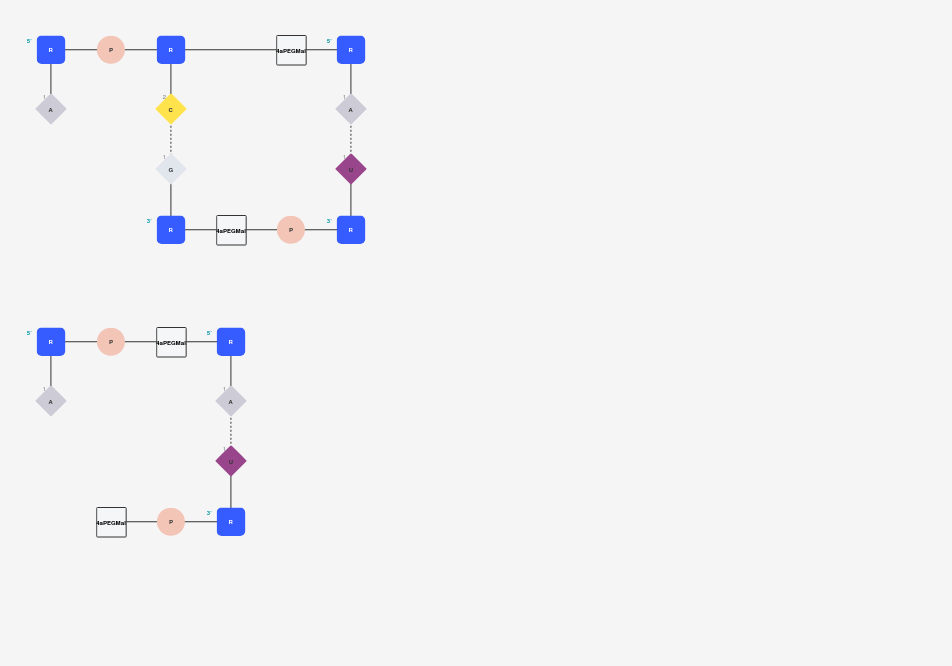 5' R P R 4aPEGMal 5' R
1 A 2 C 1 A
1 G 1 U
3' R 4aPEGMal P 3' R
5' R P 4aPEGMal 5' R
1 A 1 A
1 U
4aPEGMal P 3' R